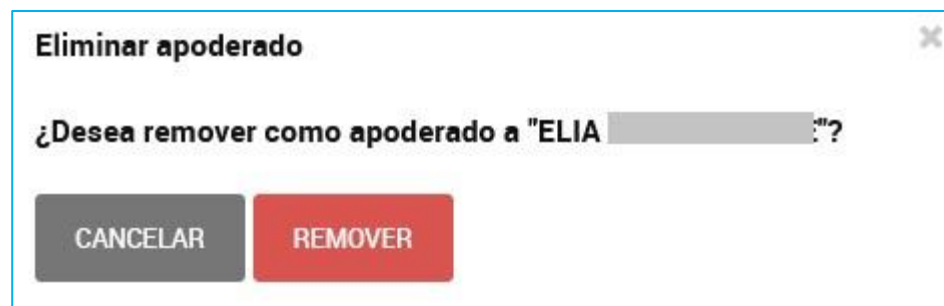 Eliminar apoderado
¿Desea remover como apoderado a "ELIA "?
CANCELAR
REMOVER